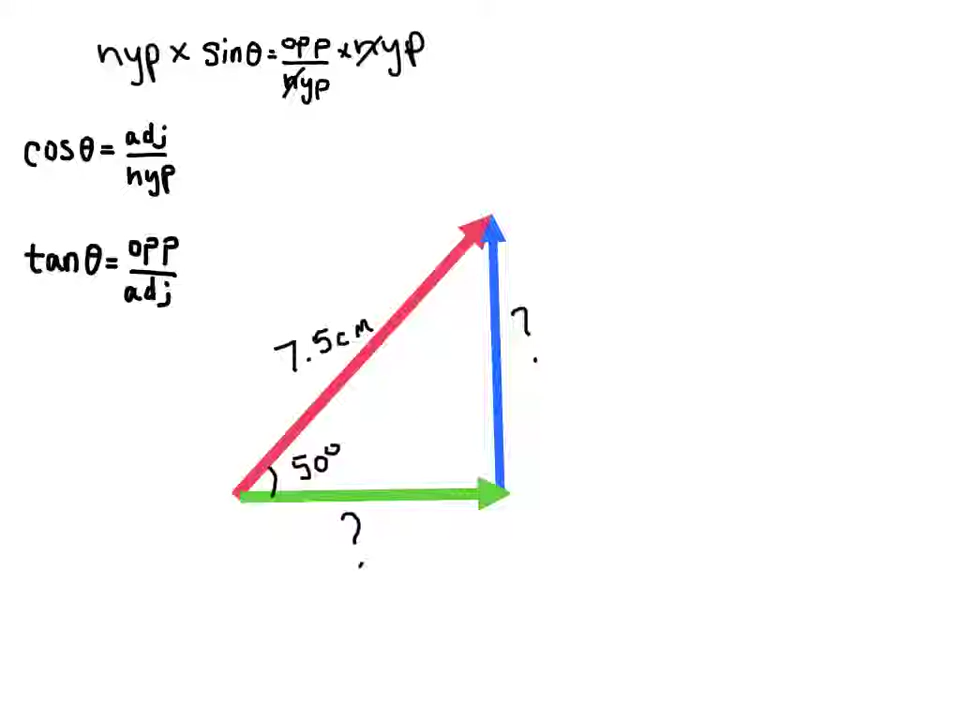 hyp × sinθ = opp/hyp × hyp
cosθ = adj/hyp
tanθ = opp/adj
7.5cm
?
50°
?